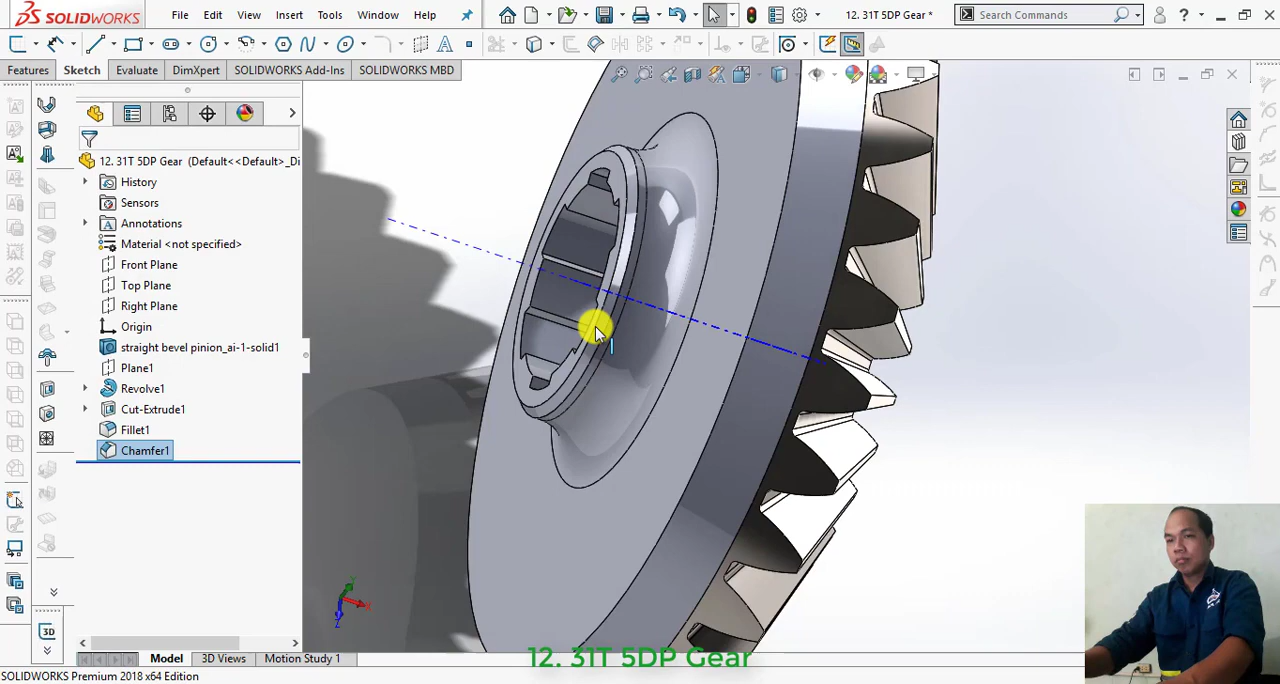 SOLIDWORKS File Edit View Insert Tools Window Help 12. 31T 5DP Gear * Search Commands ?
Features Sketch Evaluate DimXpert SOLIDWORKS Add-Ins SOLIDWORKS MBD
12. 31T 5DP Gear (Default<<Default>_Di
History
Sensors
Annotations
Material <not specified>
Front Plane
Top Plane
Right Plane
Origin
straight bevel pinion_ai-1-solid1
Plane1
Revolve1
Cut-Extrude1
Fillet1
Chamfer1
3D
Model 3D Views Motion Study 1
12. 31T 5DP Gear
SOLIDWORKS Premium 2018 x64 Edition